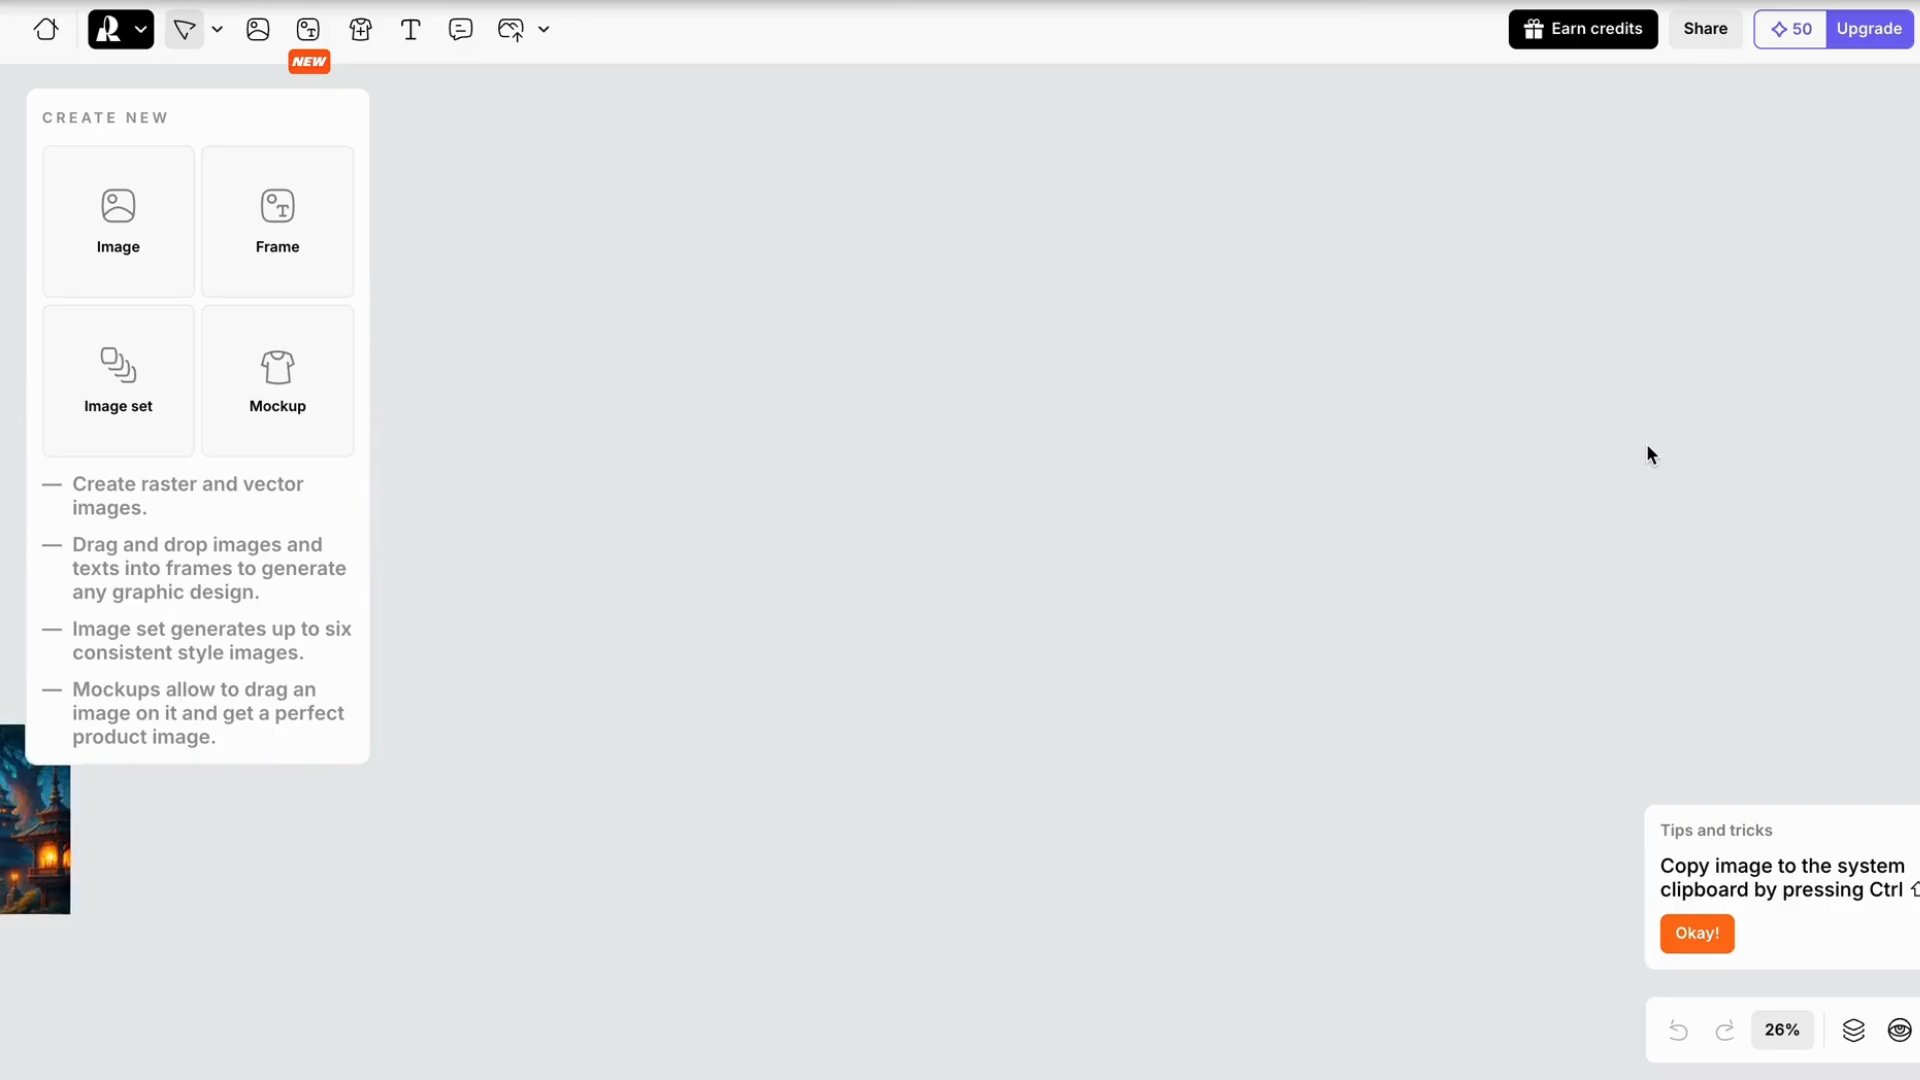 Earn credits
Share
50
Upgrade
NEW
CREATE NEW
Image
Frame
Image set
Mockup
— Create raster and vector
images.
— Drag and drop images and
texts into frames to generate
any graphic design.
— Image set generates up to six
consistent style images.
— Mockups allow to drag an
image on it and get a perfect
product image.
Tips and tricks
Copy image to the system
clipboard by pressing Ctrl ⇧
Okay!
26%